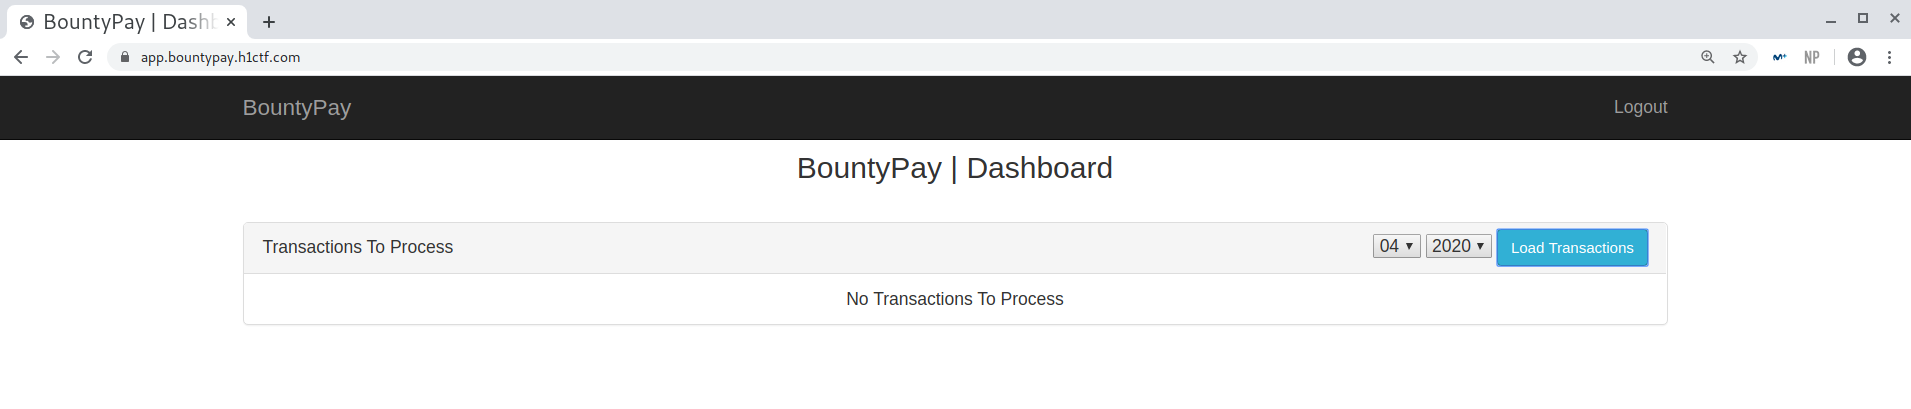 BountyPay | Dashb
app.bountypay.h1ctf.com
NP
BountyPay
Logout
BountyPay | Dashboard
Transactions To Process
04
2020
Load Transactions
No Transactions To Process